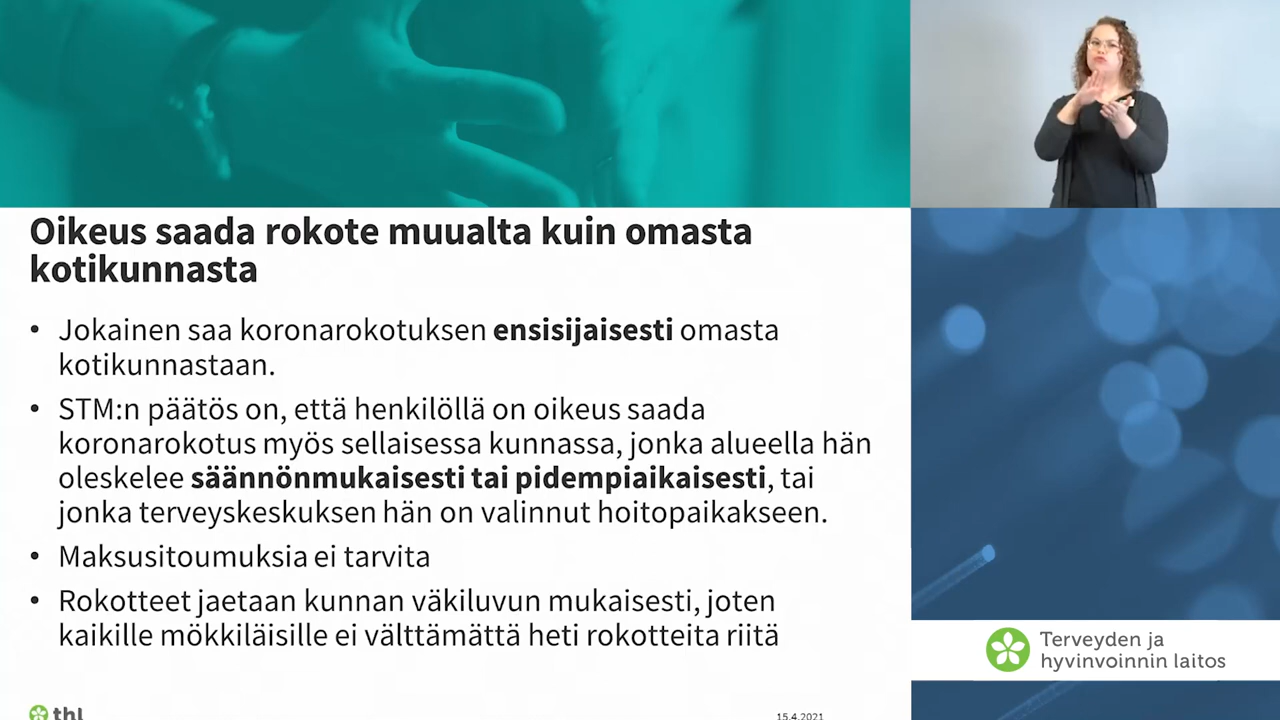 Oikeus saada rokote muualta kuin omasta
kotikunnasta
• Jokainen saa koronarokotuksen ensisijaisesti omasta
kotikunnastaan.
• STM:n päätös on, että henkilöllä on oikeus saada
koronarokotus myös sellaisessa kunnassa, jonka alueella hän
oleskelee säännönmukaisesti tai pidempiaikaisesti, tai
jonka terveyskeskuksen hän on valinnut hoitopaikakseen.
• Maksusitoumuksia ei tarvita
• Rokotteet jaetaan kunnan väkiluvun mukaisesti, joten
kaikille mökkiläisille ei välttämättä heti rokotteita riitä
Terveyden ja
hyvinvoinnin laitos
thl
15.4.2021